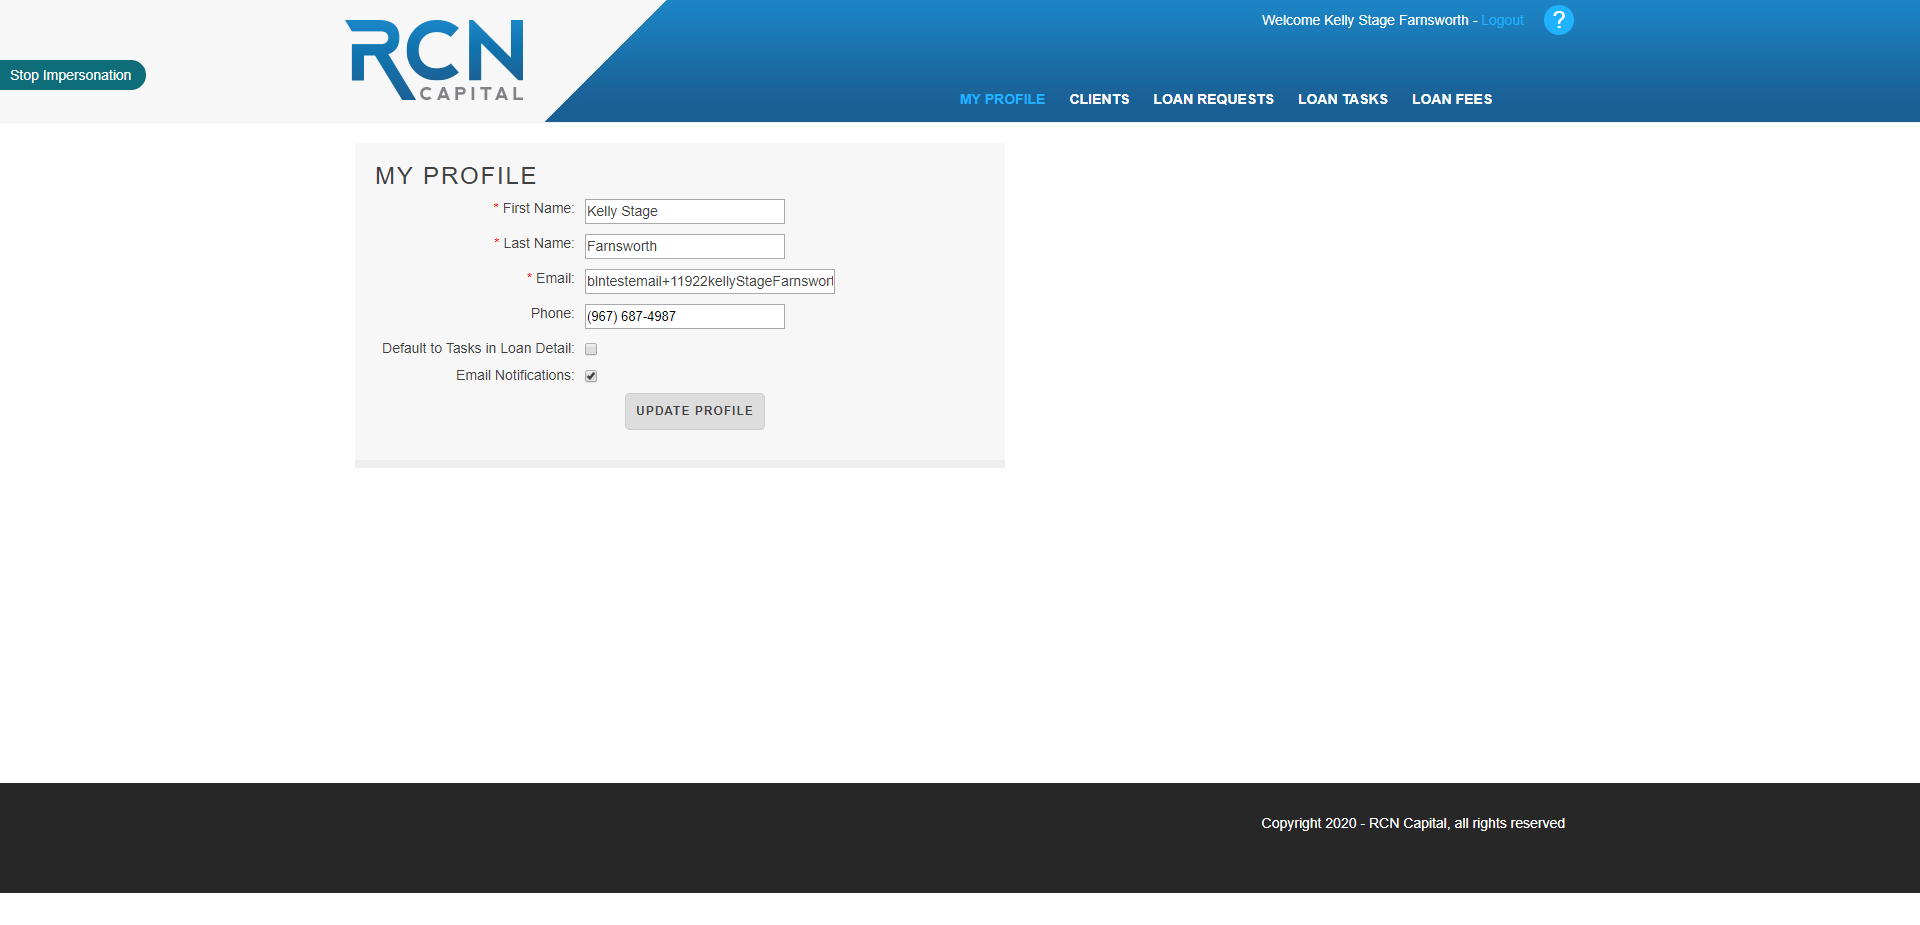 Welcome Kelly Stage Farnsworth - Logout
?
Stop Impersonation
RCN
CAPITAL
MY PROFILE
CLIENTS
LOAN REQUESTS
LOAN TASKS
LOAN FEES
MY PROFILE
* First Name: Kelly Stage
* Last Name: Farnsworth
* Email: blntestemail+11922kellyStageFarnswort
Phone: (967) 687-4987
Default to Tasks in Loan Detail:
Email Notifications:
UPDATE PROFILE
Copyright 2020 - RCN Capital, all rights reserved